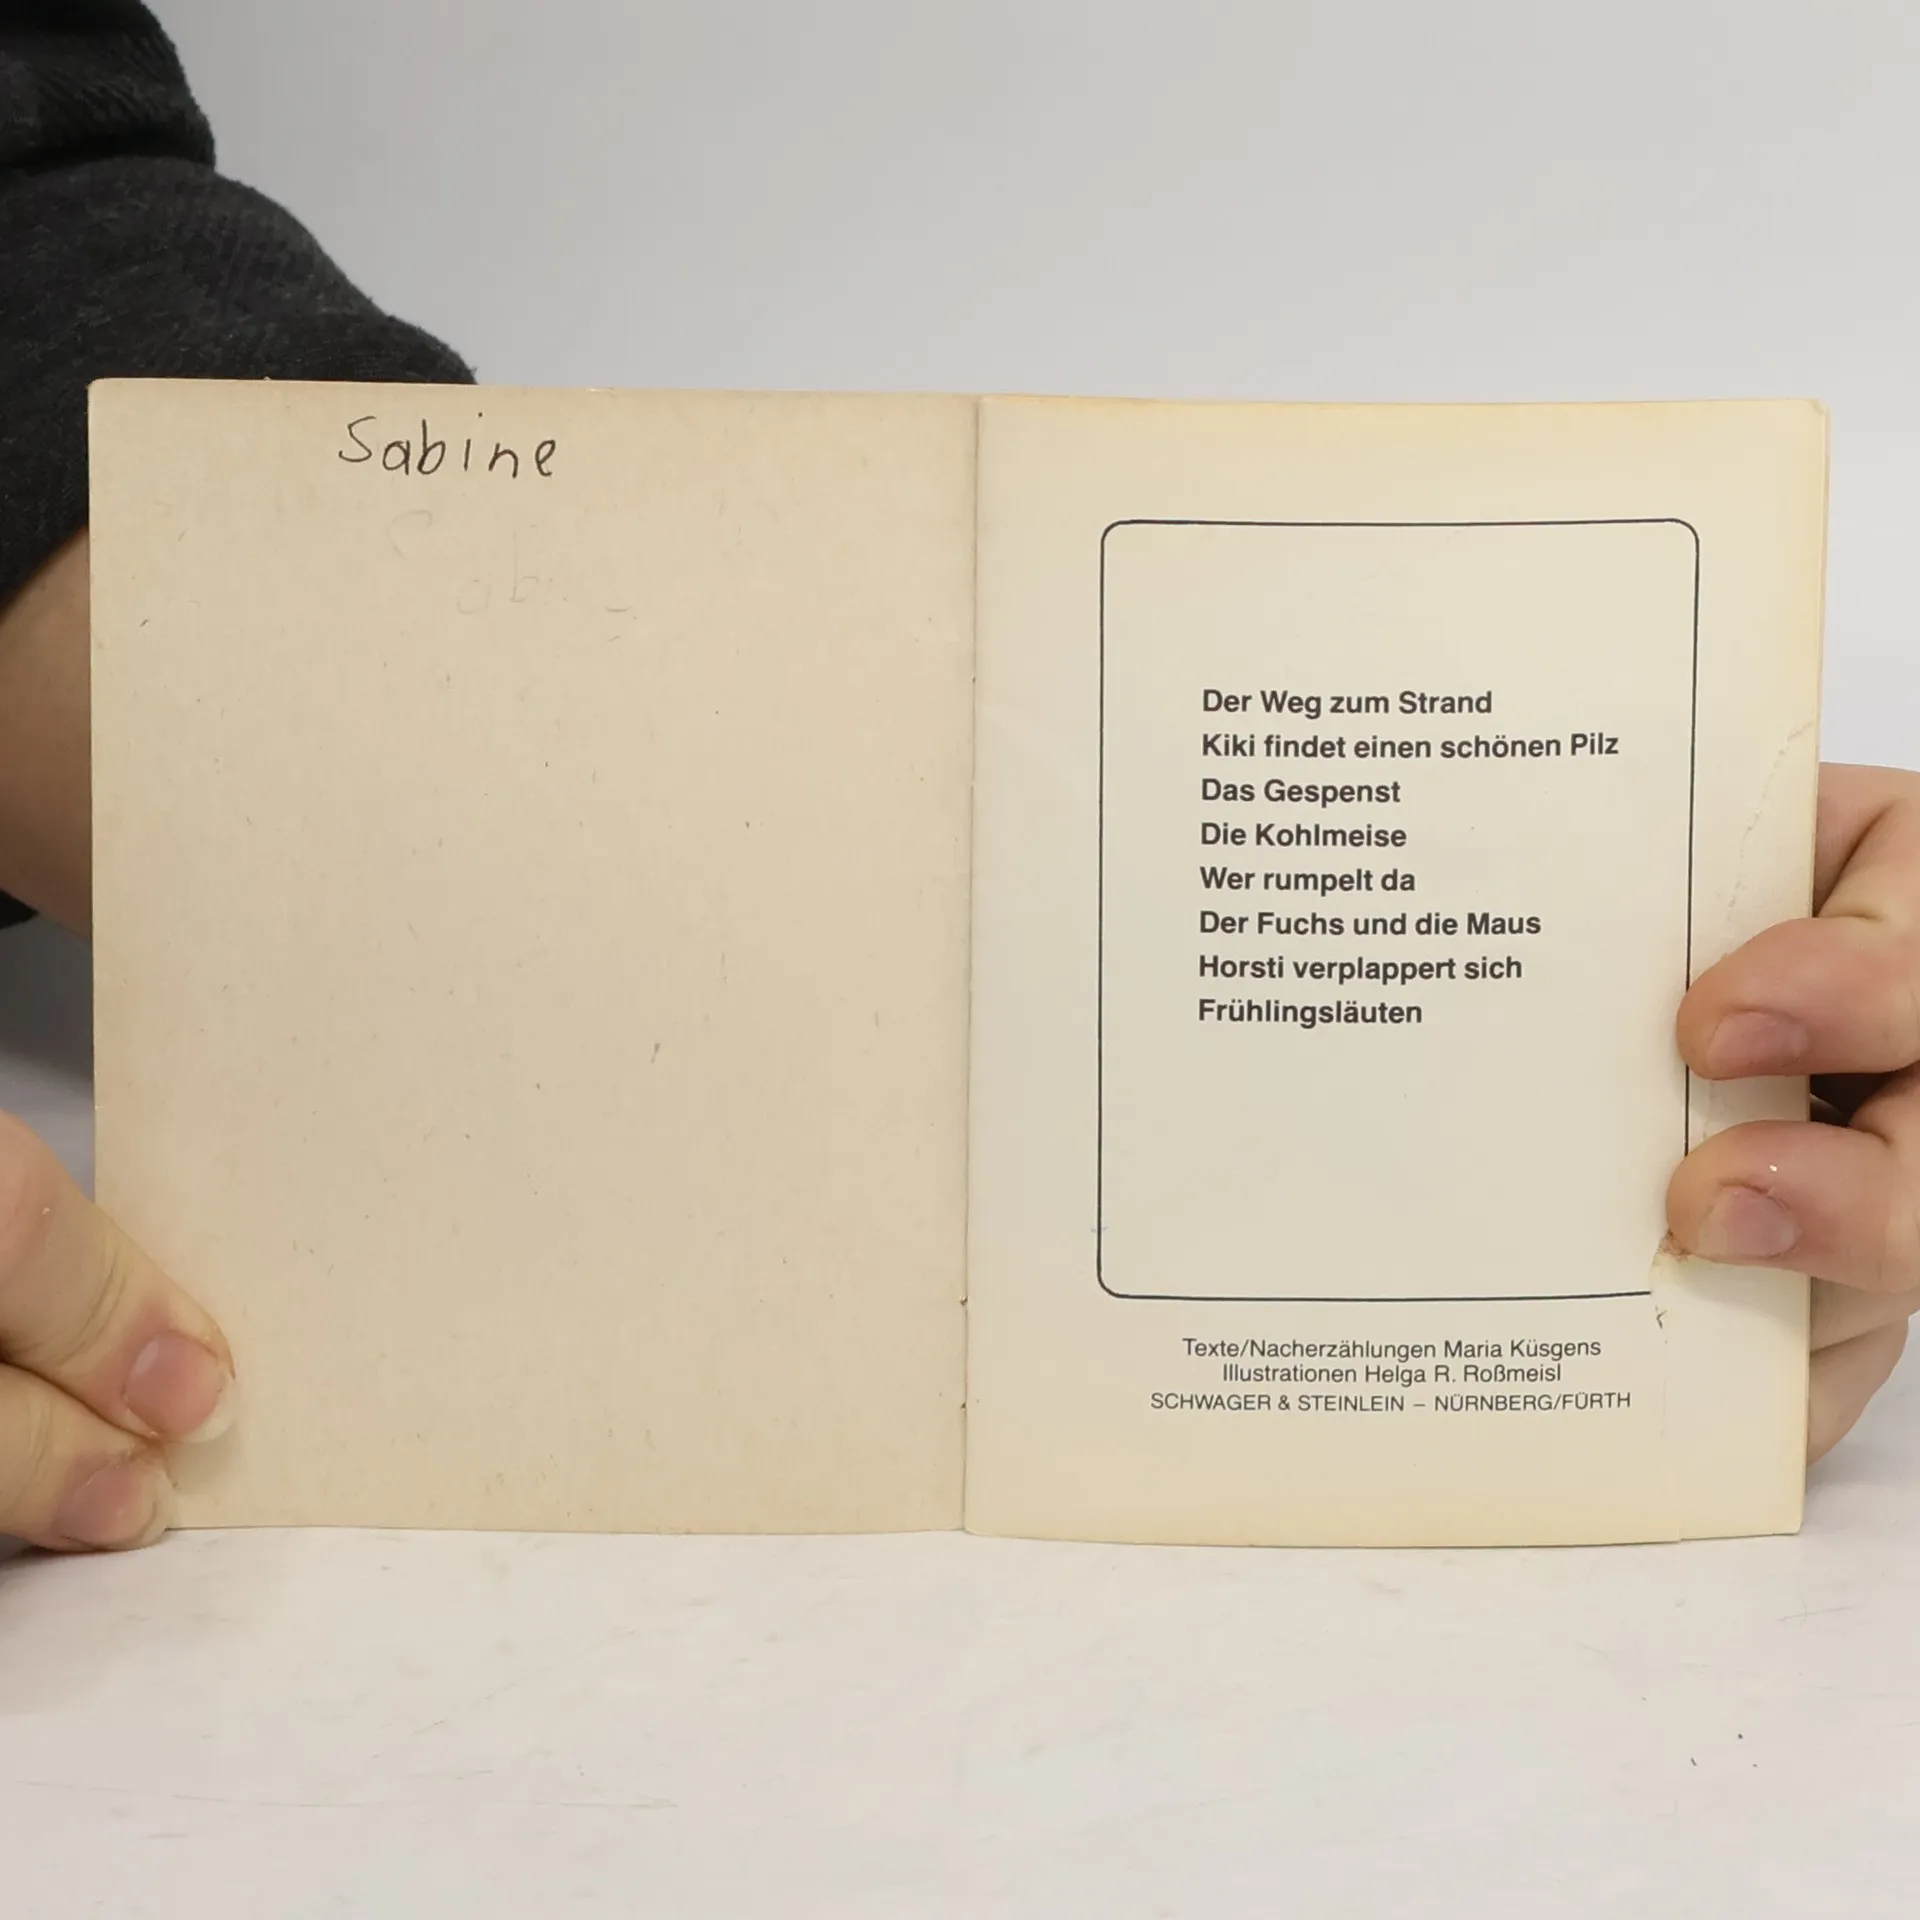 Sabine
Der Weg zum Strand
Kiki findet einen schönen Pilz
Das Gespenst
Die Kohlmeise
Wer rumpelt da
Der Fuchs und die Maus
Horsti verplappert sich
Frühlingsläuten
Texte/Nacherzählungen Maria Küsgens
Illustrationen Helga R. Roßmeisl
SCHWAGER & STEINLEIN – NÜRNBERG/FÜRTH